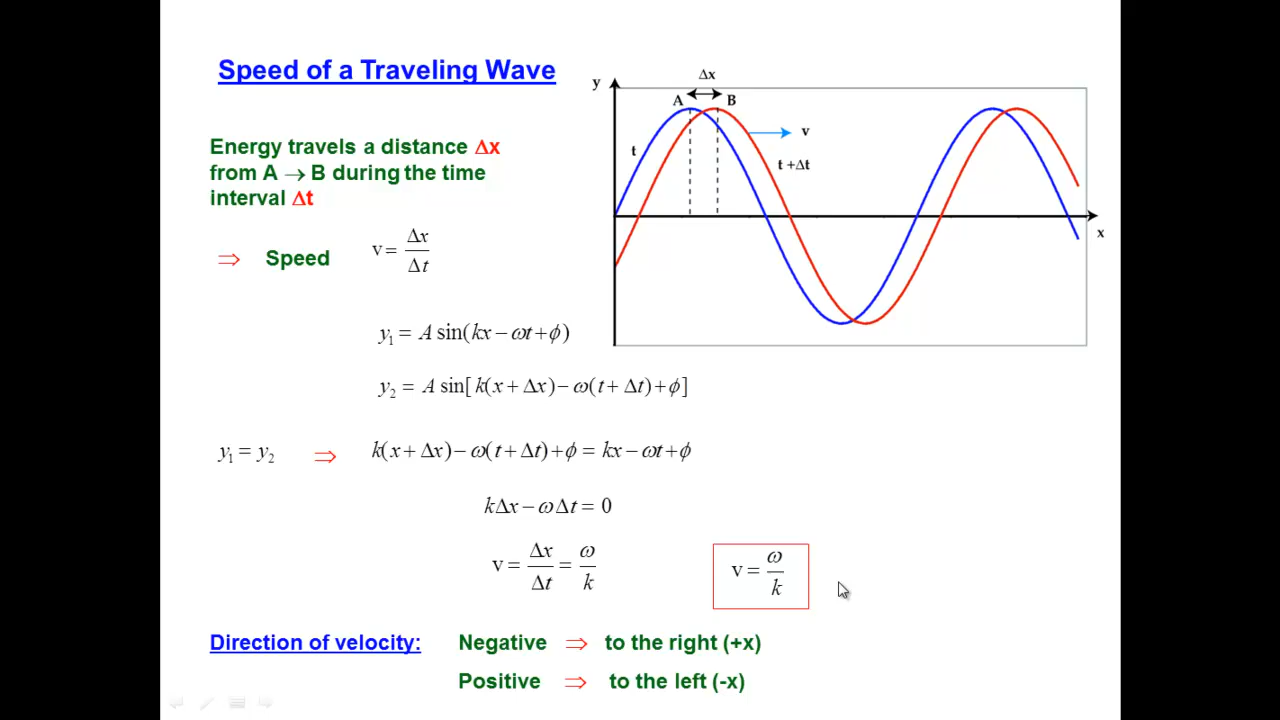 Speed of a Traveling Wave
Energy travels a distance Δx
from A → B during the time
interval Δt
⇒ Speed v = Δx/Δt
y
Δx
A B
t
v
t +Δt
x
y₁ = A sin(kx − ωt + ϕ)
y₂ = A sin[k(x + Δx) − ω(t + Δt) + ϕ]
y₁ = y₂ ⇒ k(x + Δx) − ω(t + Δt) + ϕ = kx − ωt + ϕ
kΔx − ωΔt = 0
v = Δx/Δt = ω/k
v = ω/k
Direction of velocity: Negative ⇒ to the right (+x)
Positive ⇒ to the left (-x)